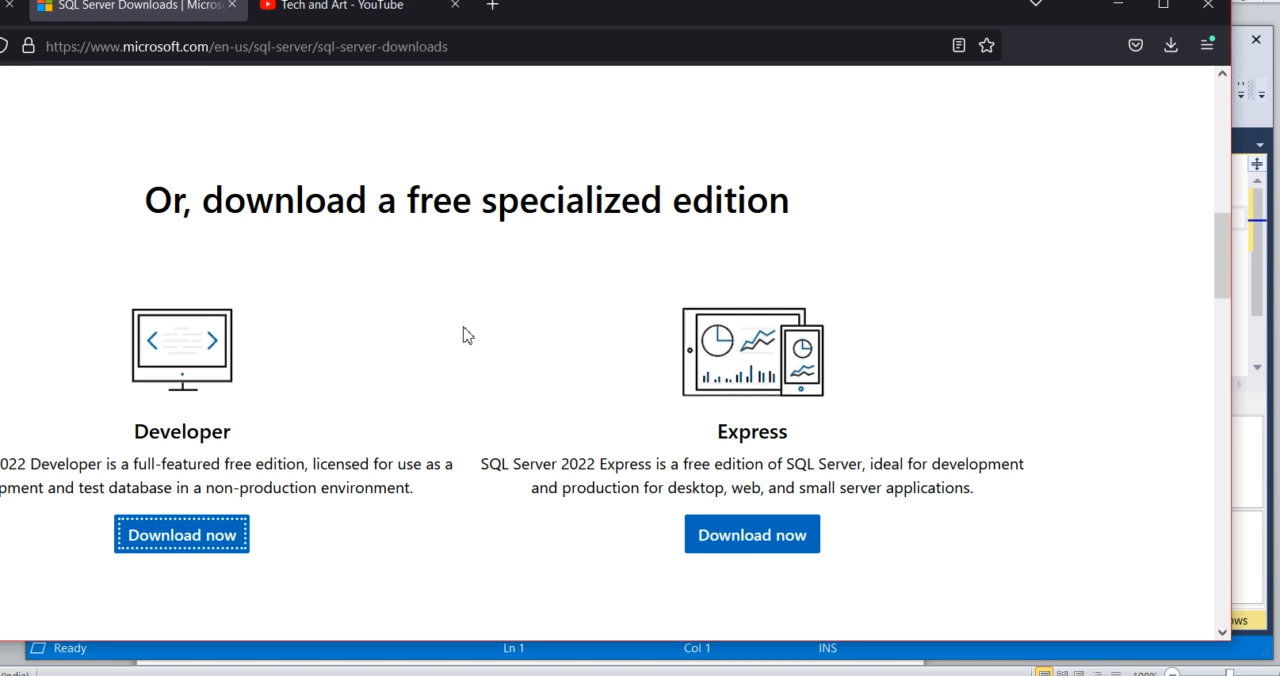 SQL Server Downloads | Micros
Tech and Art - YouTube
https://www.microsoft.com/en-us/sql-server/sql-server-downloads
Or, download a free specialized edition
Developer
022 Developer is a full-featured free edition, licensed for use as a
pment and test database in a non-production environment.
Download now
Express
SQL Server 2022 Express is a free edition of SQL Server, ideal for development
and production for desktop, web, and small server applications.
Download now
ows
Ready
Ln 1
Col 1
INS
(India)
100%